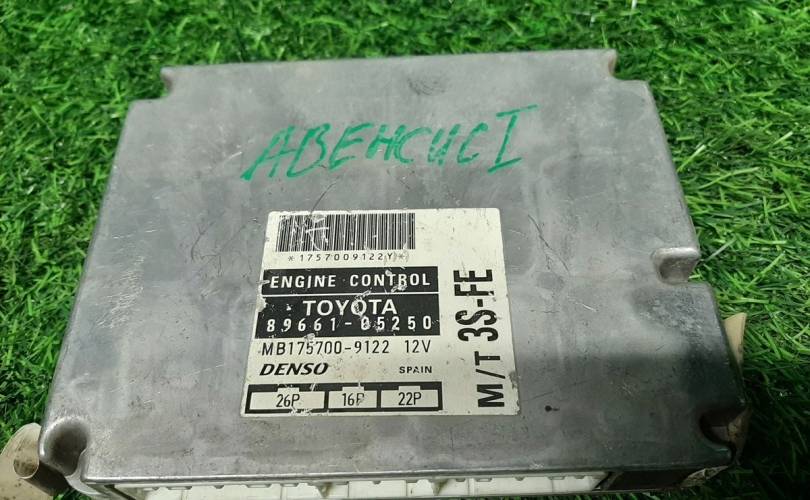 АВЕНСИС I
*1757009122Y*
ENGINE CONTROL
TOYOTA
89661-05250
MB175700-9122 12V
DENSO SPAIN
26P 16P 22P
M/T 3S-FE